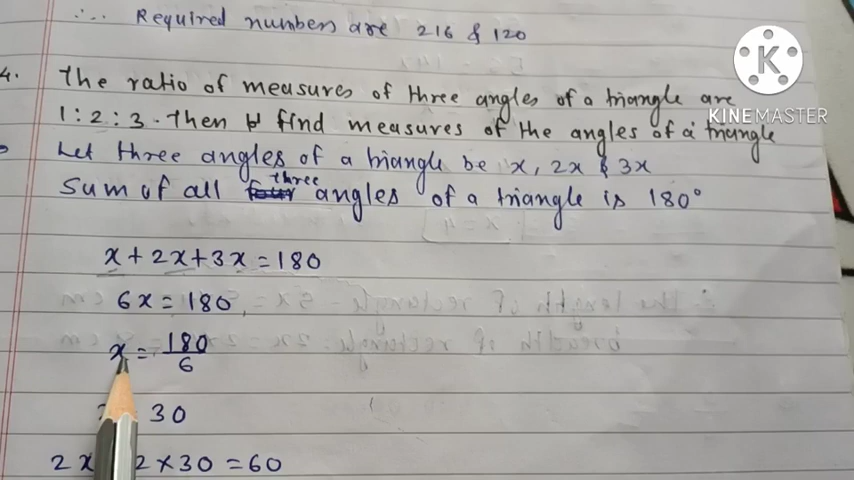 ∴ Required numbers are 216 & 120
K
KINEMASTER
4. The ratio of measures of three angles of a triangle are
1:2:3. Then find measures of the angles of a triangle
Let three angles of a triangle be x, 2x & 3x
Sum of all three angles of a triangle is 180°
x + 2x + 3x = 180
6x = 180
x = 180/6
30
2x 2 × 30 = 60